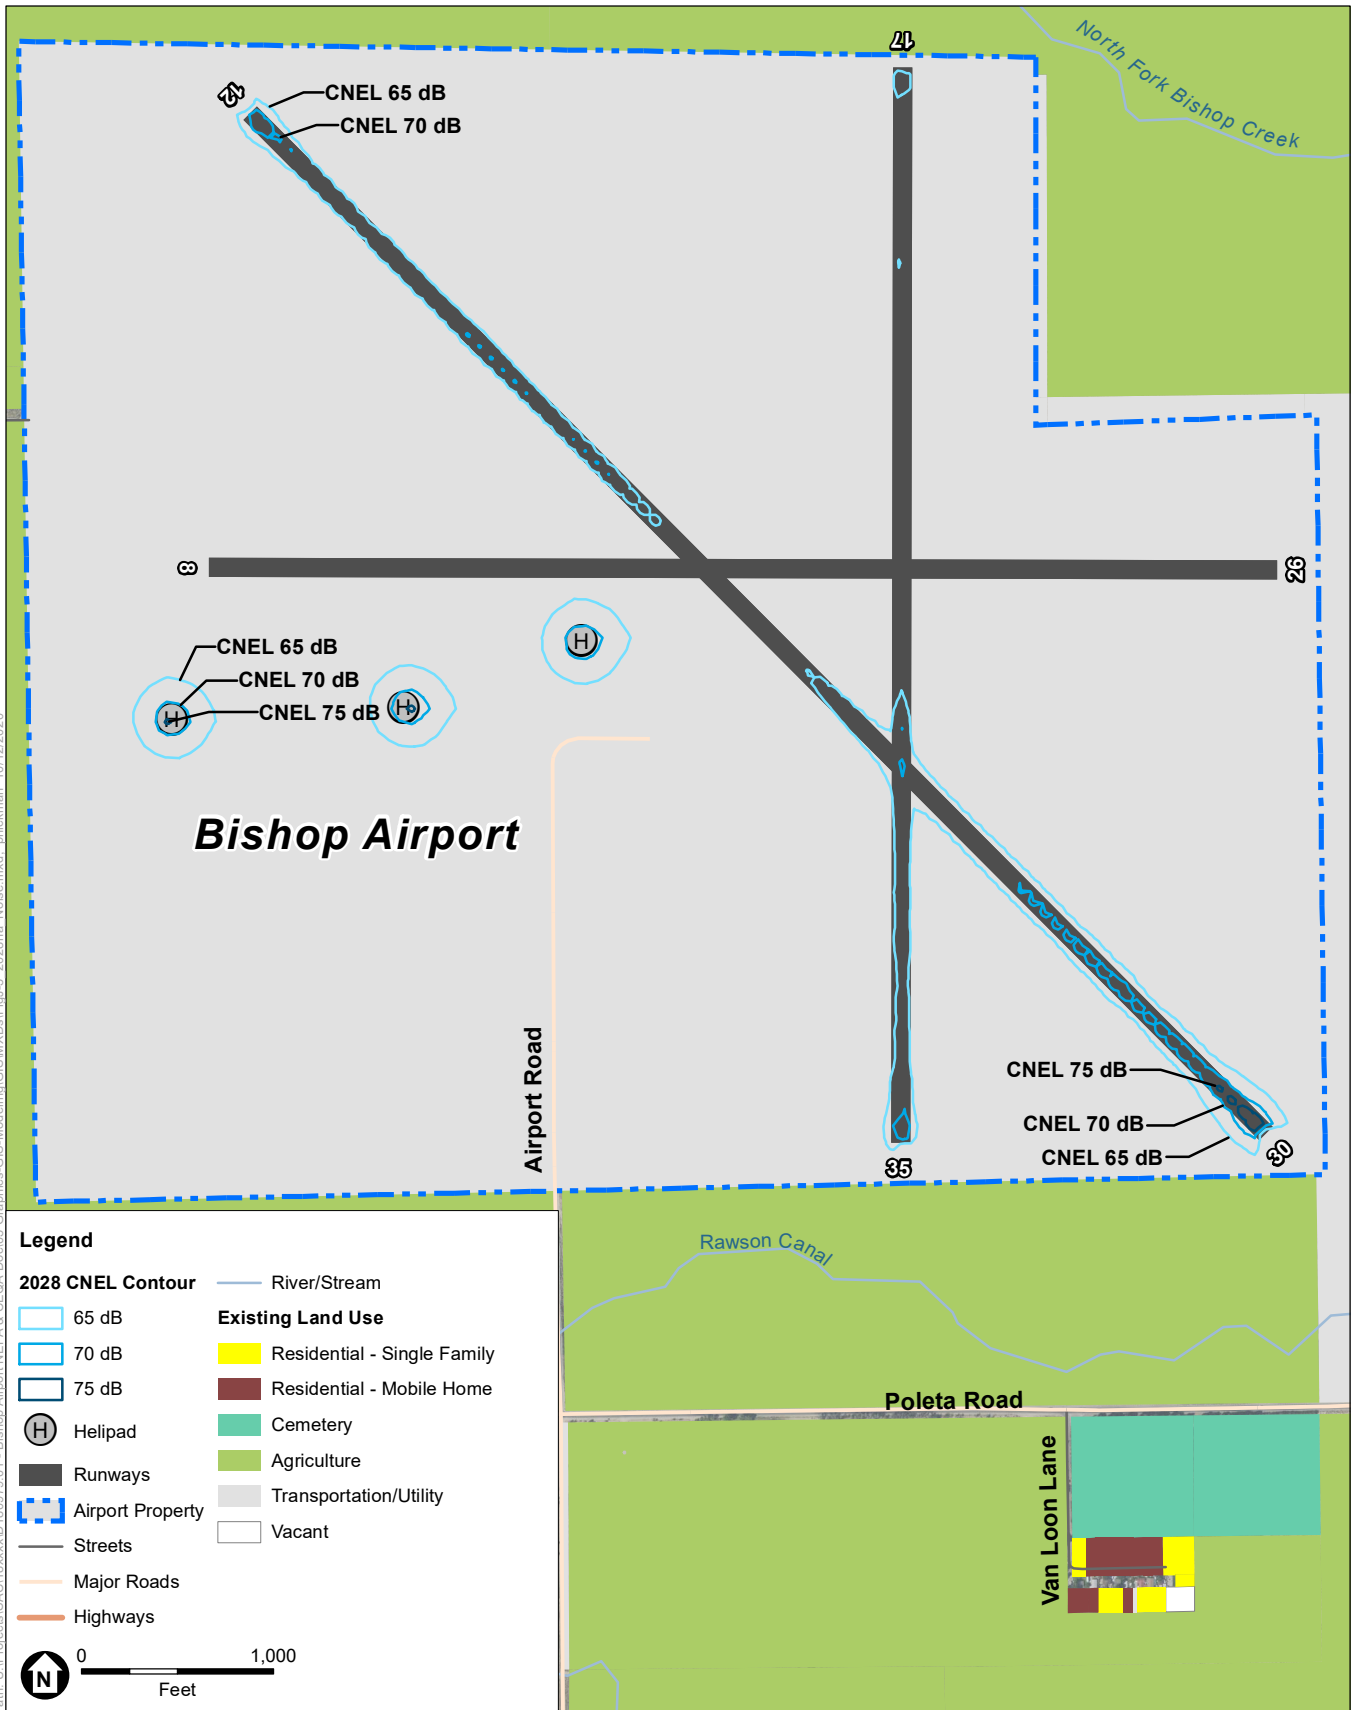 17
North Fork Bishop Creek
12
CNEL 65 dB
CNEL 70 dB
8
26
H
CNEL 65 dB
CNEL 70 dB
CNEL 75 dB
H
H
Bishop Airport
Airport Road
CNEL 75 dB
CNEL 70 dB
CNEL 65 dB
30
35
Rawson Canal
Poleta Road
Van Loon Lane
Legend
2028 CNEL Contour
65 dB
70 dB
75 dB
H Helipad
Runways
Airport Property
Streets
Major Roads
Highways
River/Stream
Existing Land Use
Residential - Single Family
Residential - Mobile Home
Cemetery
Agriculture
Transportation/Utility
Vacant
N
0 1,000
Feet